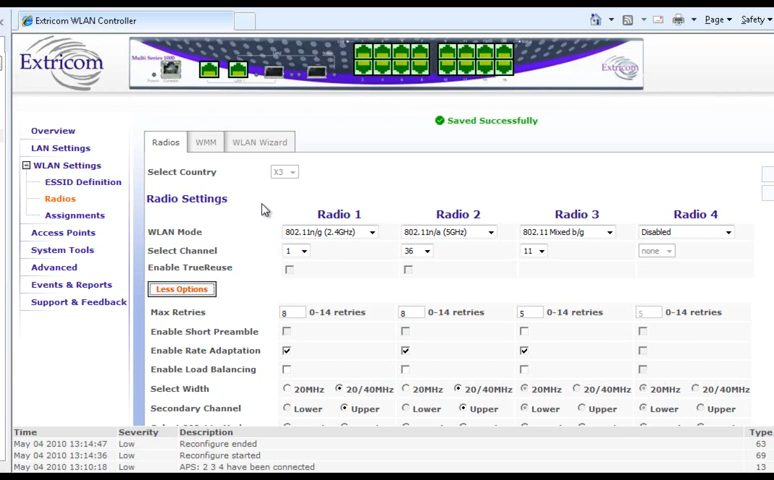 Extricom WLAN Controller
Page
Safety
Extricom
Multi Series 1000
Extricom
Saved Successfully
Overview
LAN Settings
WLAN Settings
ESSID Definition
Radios
Assignments
Access Points
System Tools
Advanced
Events & Reports
Support & Feedback
Radios WMM WLAN Wizard
Select Country X3
Radio Settings
Radio 1 Radio 2 Radio 3 Radio 4
WLAN Mode 802.11n/g (2.4GHz) 802.11n/a (5GHz) 802.11 Mixed b/g Disabled
Select Channel 1 36 11 none
Enable TrueReuse
Less Options
Max Retries 8 0-14 retries 8 0-14 retries 5 0-14 retries 5 0-14 retries
Enable Short Preamble
Enable Rate Adaptation
Enable Load Balancing
Select Width 20MHz 20/40MHz 20MHz 20/40MHz 20MHz 20/40MHz 20MHz 20/40MHz
Secondary Channel Lower Upper Lower Upper Lower Upper Lower Upper
Time Severity Description Type
May 04 2010 13:14:47 Low Reconfigure ended 63
May 04 2010 13:14:36 Low Reconfigure started 69
May 04 2010 13:10:18 Low APS: 2 3 4 have been connected 13